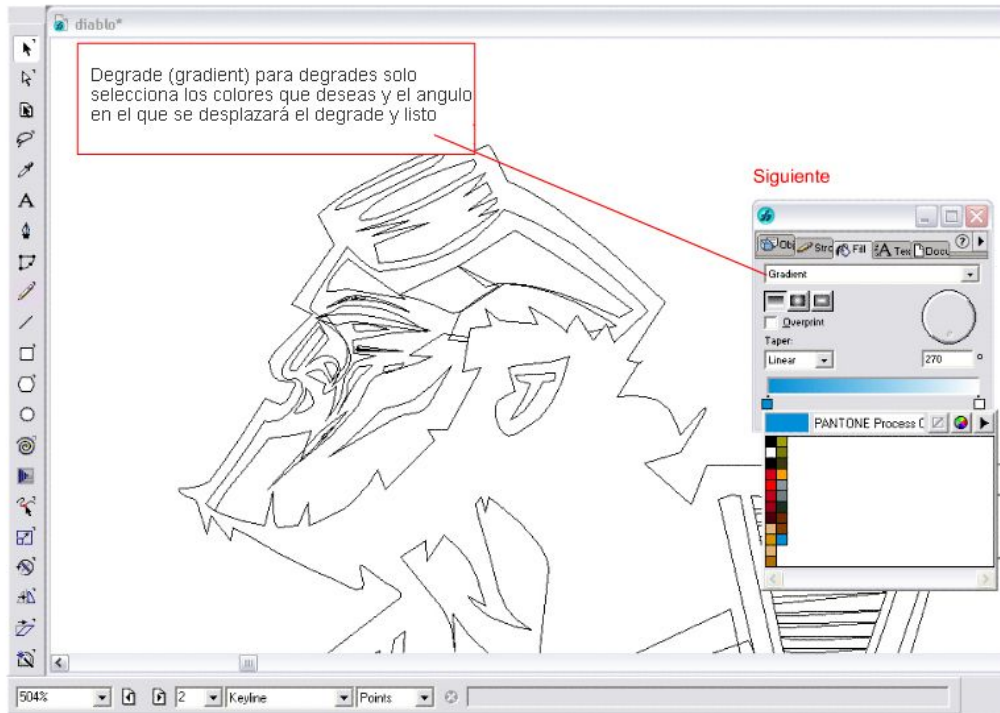 diablo*
Degrade (gradient) para degrades solo
selecciona los colores que deseas y el angulo
en el que se desplazará el degrade y listo
Siguiente
Obj Stro Fill Tex Docu
Gradient
Overprint
Taper:
Linear 270 °
PANTONE Process C
504% 2 Keyline Points